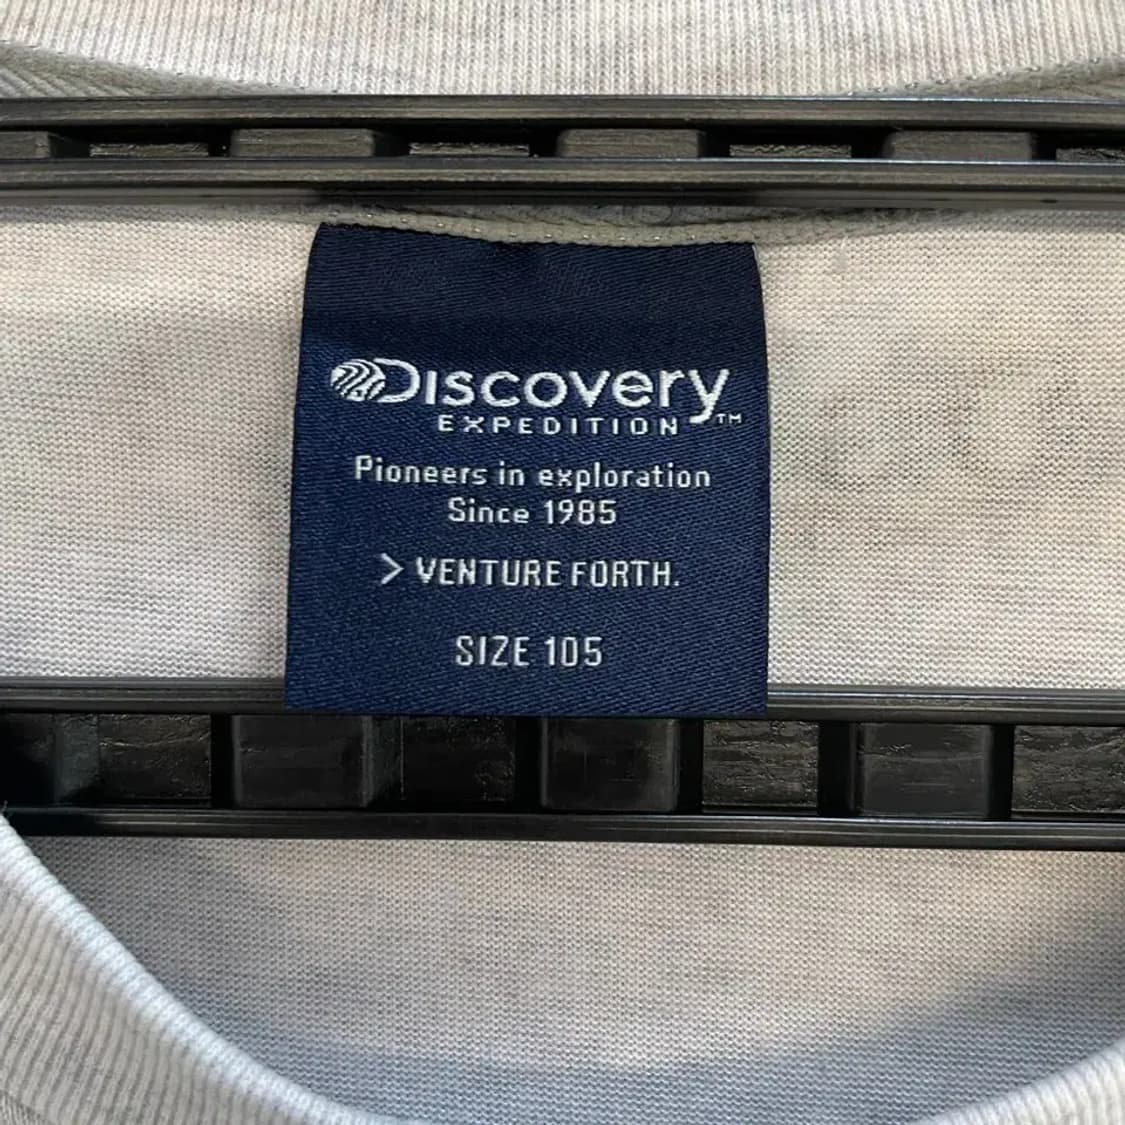 Discovery
EXPEDITION™
Pioneers in exploration
Since 1985
> VENTURE FORTH.
SIZE 105